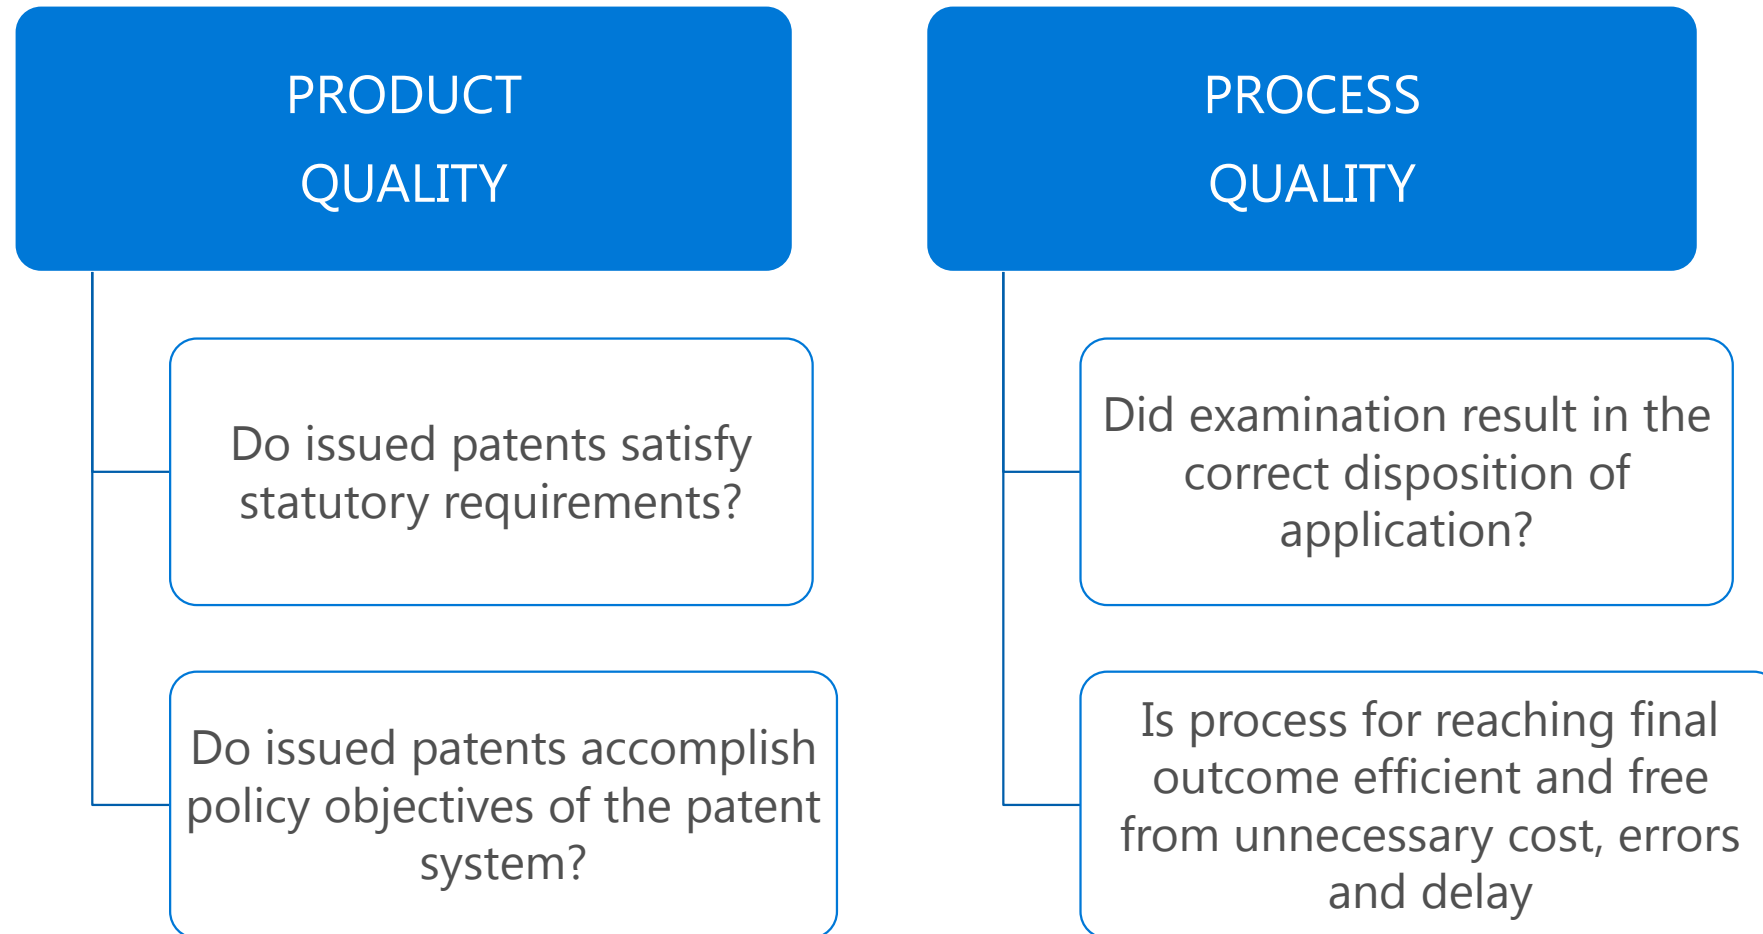 PRODUCT
QUALITY
Do issued patents satisfy
statutory requirements?
Do issued patents accomplish
policy objectives of the patent
system?
PROCESS
QUALITY
Did examination result in the
correct disposition of
application?
Is process for reaching final
outcome efficient and free
from unnecessary cost, errors
and delay